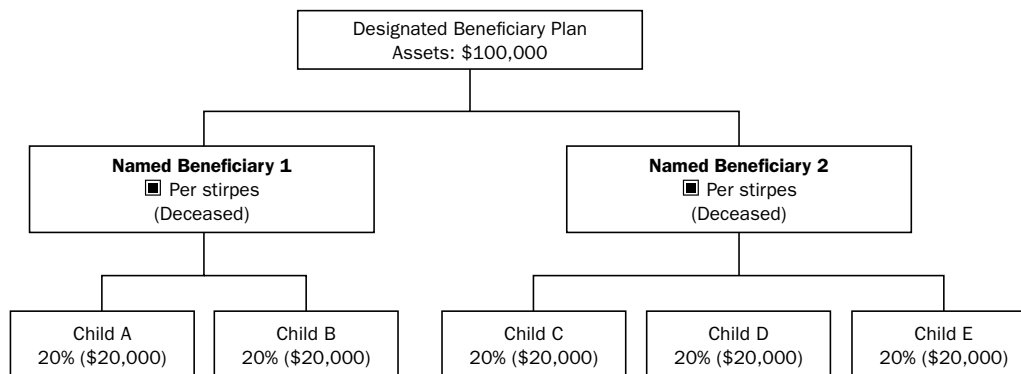 Designated Beneficiary Plan
Assets: $100,000
Named Beneficiary 1
Per stirpes
(Deceased)
Named Beneficiary 2
Per stirpes
(Deceased)
Child A
20% ($20,000)
Child B
20% ($20,000)
Child C
20% ($20,000)
Child D
20% ($20,000)
Child E
20% ($20,000)